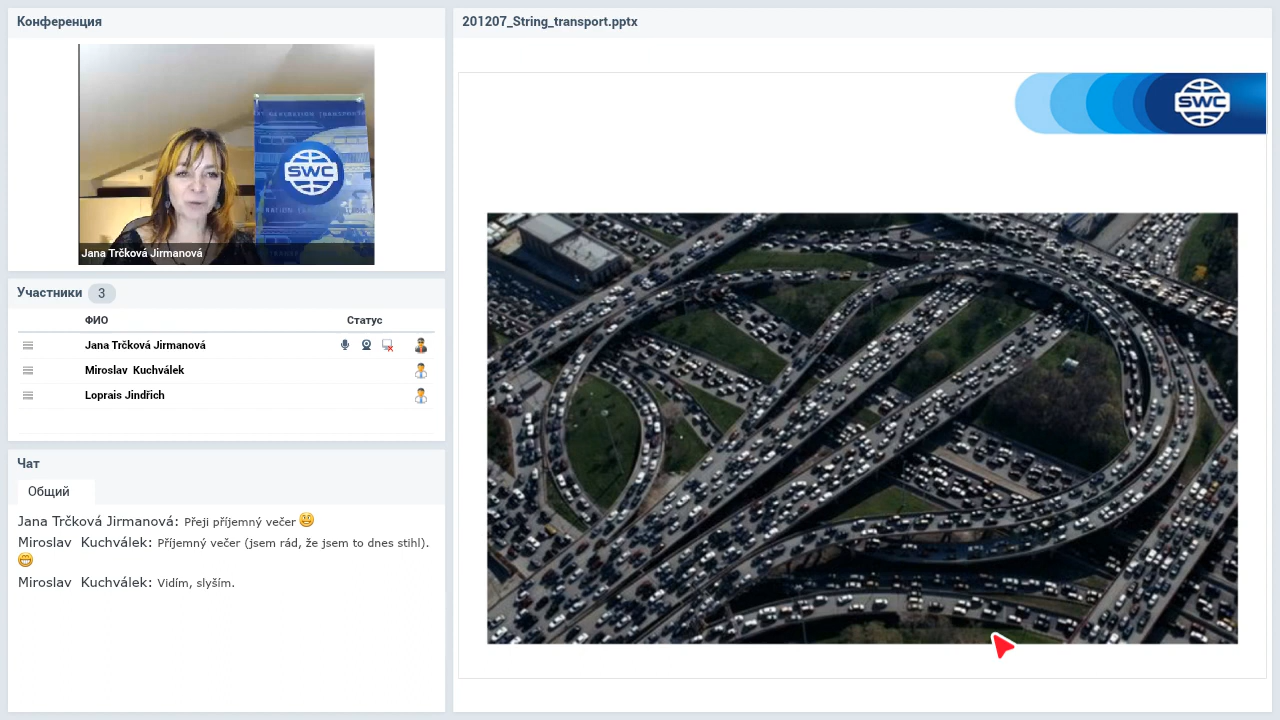 Конференция
201207_String_transport.pptx
SWC
SWC
Jana Trčková Jirmanová
Участники 3
ФИО Статус
Jana Trčková Jirmanová
Miroslav Kuchválek
Loprais Jindřich
Чат
Общий
Jana Trčková Jirmanová: Přeji příjemný večer
Miroslav Kuchválek: Příjemný večer (jsem rád, že jsem to dnes stihl).
Miroslav Kuchválek: Vidím, slyším.